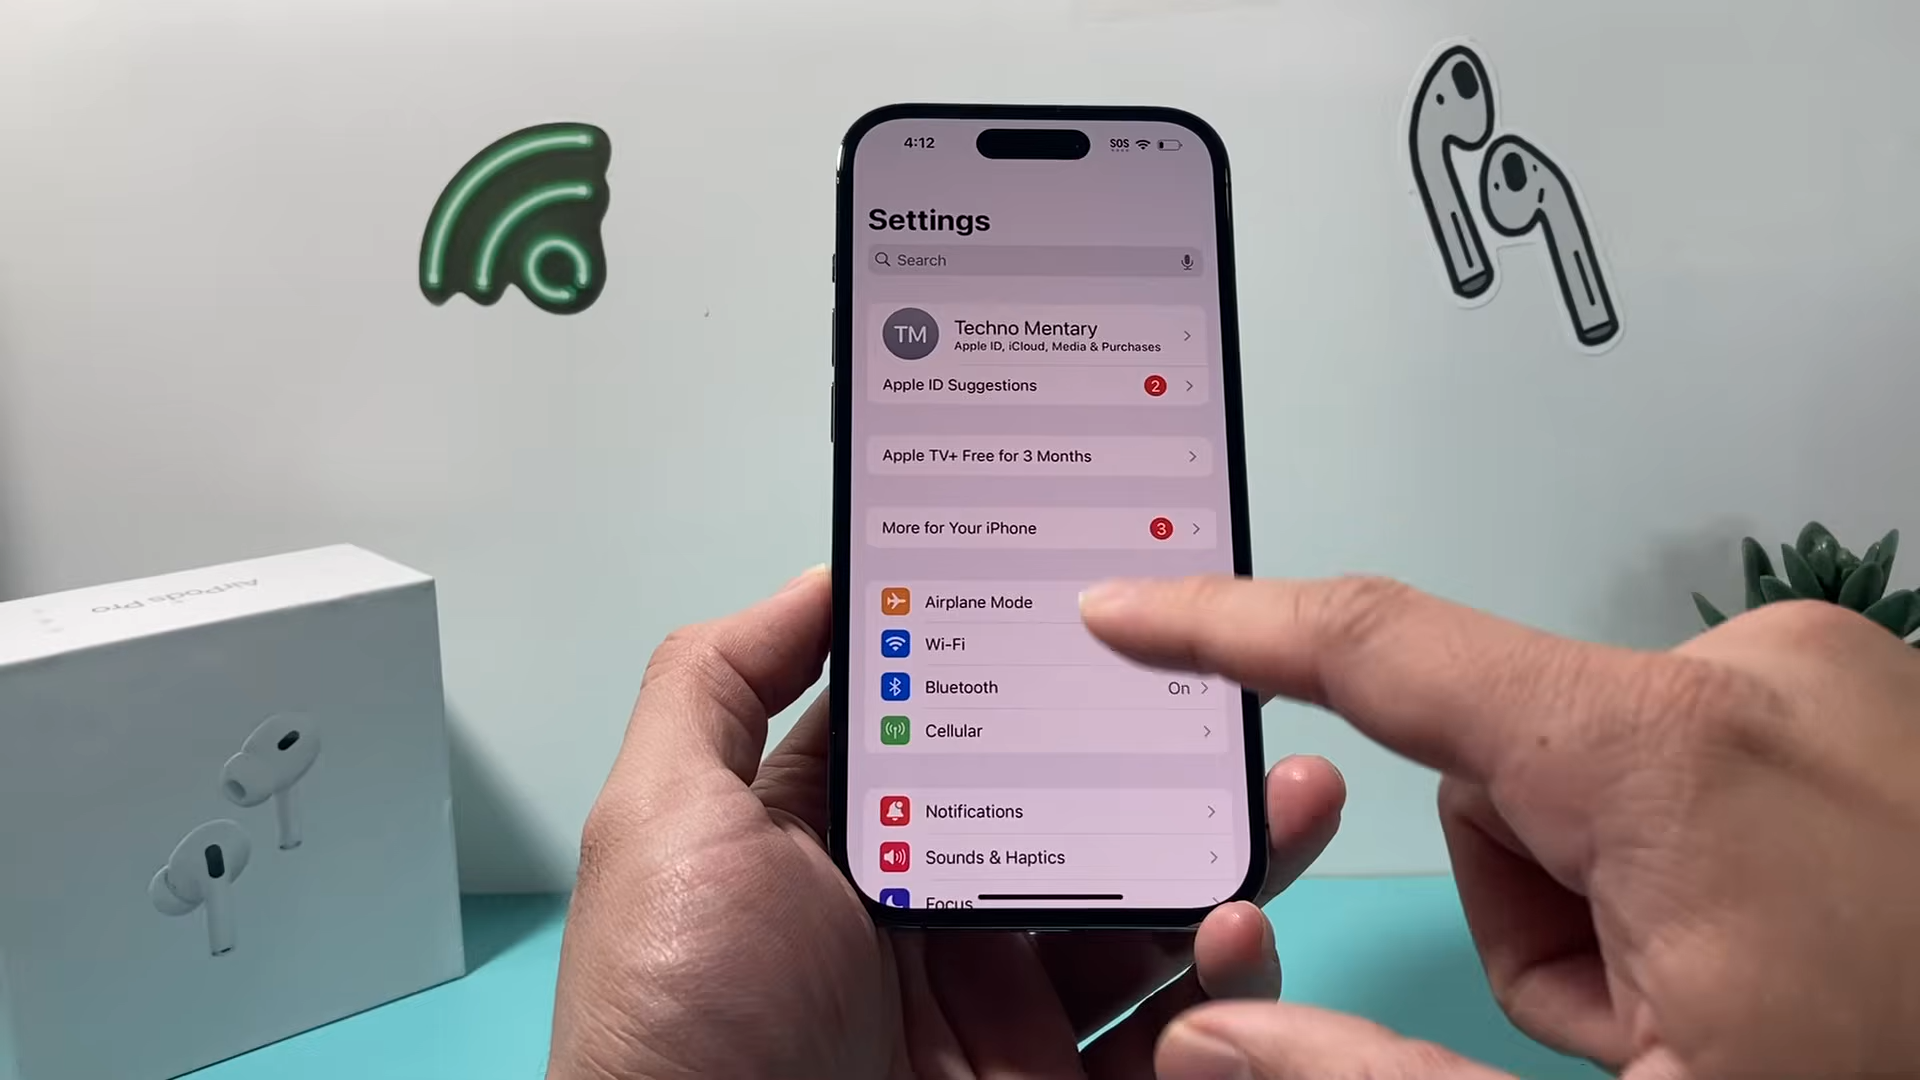 4:12
SOS
Settings
Search
TM
Techno Mentary
Apple ID, iCloud, Media & Purchases
Apple ID Suggestions
2
Apple TV+ Free for 3 Months
More for Your iPhone
3
Airplane Mode
Wi-Fi
Bluetooth
On
Cellular
Notifications
Sounds & Haptics
Focus
AirPods Pro